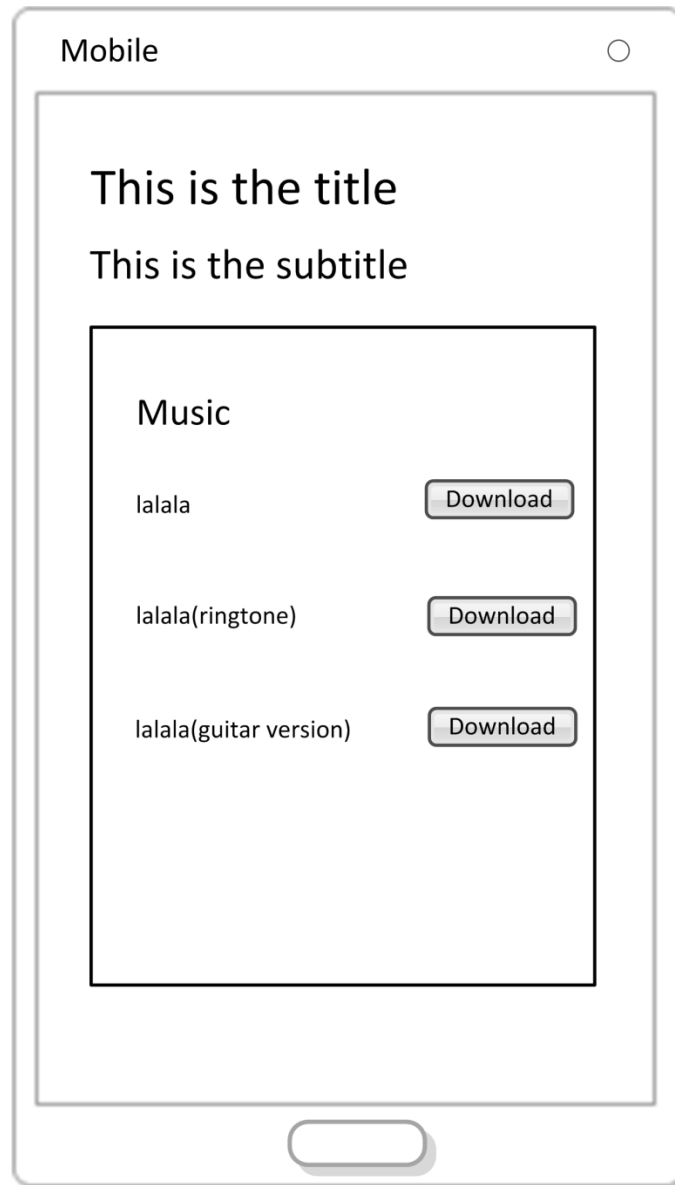 Mobile
This is the title
This is the subtitle
Music
lalala
Download
lalala(ringtone)
Download
lalala(guitar version)
Download